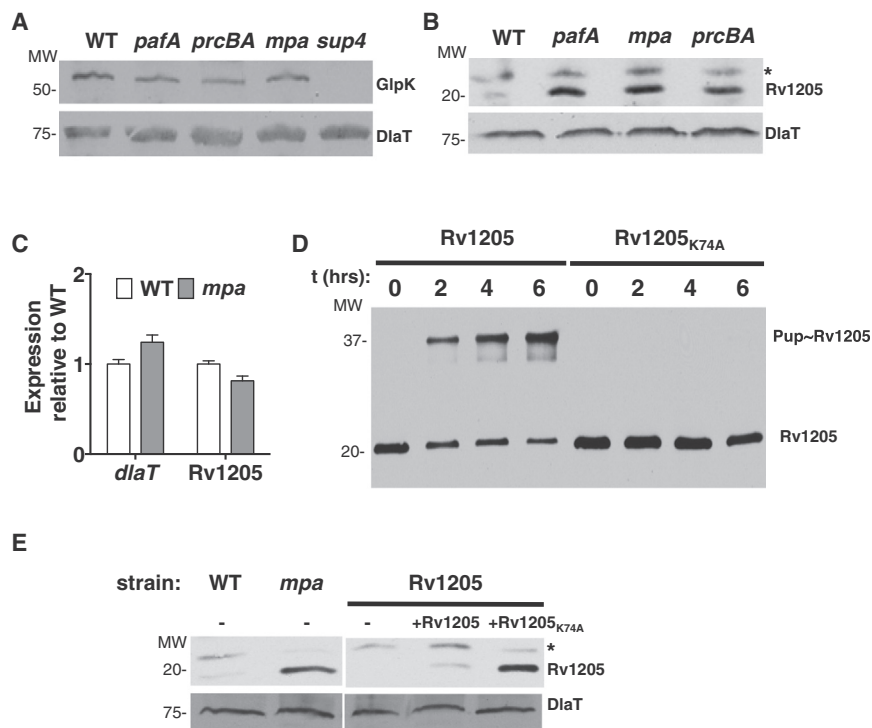 A
MW WT pafA prcBA mpa sup4
50- GlpK
75- DlaT
B
MW WT pafA mpa prcBA
*
20- Rv1205
75- DlaT
C
2
WT mpa
1
0
Expression
relative to WT
dlaT Rv1205
D
Rv1205 Rv1205K74A
t (hrs): 0 2 4 6 0 2 4 6
MW
37- Pup~Rv1205
20- Rv1205
E
strain: WT mpa Rv1205
- - - +Rv1205 +Rv1205K74A
MW *
20- Rv1205
75- DlaT